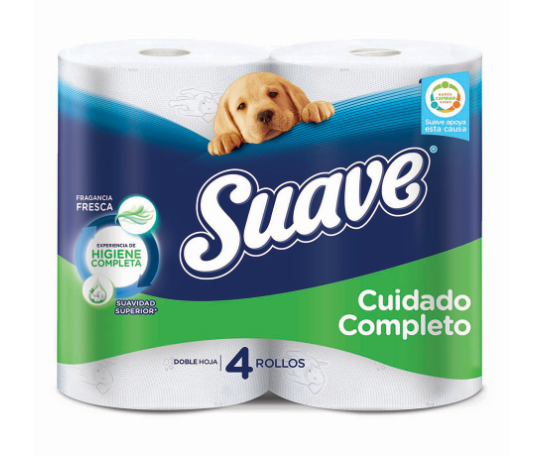 Suave apoya
esta causa
Suave®
FRAGANCIA
FRESCA
EXPERIENCIA DE
HIGIENE
COMPLETA
SUAVIDAD
SUPERIOR*
Cuidado
Completo
DOBLE HOJA 4 ROLLOS